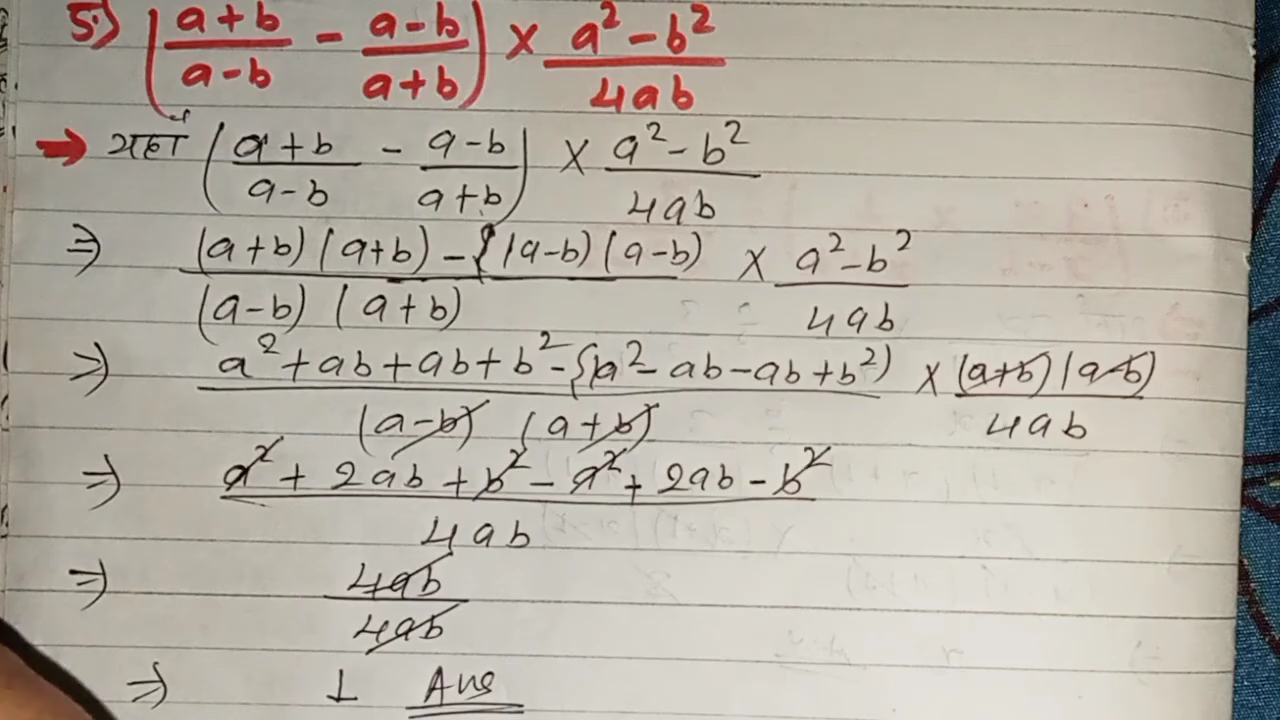 5.) (a+b/a-b - a-b/a+b) × a²-b²/4ab
→ यहाँ (a+b/a-b - a-b/a+b) × a²-b²/4ab
⇒ (a+b)(a+b)-{(a-b)(a-b)/(a-b)(a+b) × a²-b²/4ab
⇒ a²+ab+ab+b²-{(a²-ab-ab+b²)/(a-b)(a+b) × (a+b)(a-b)/4ab
⇒ a²+2ab+b²-a²+2ab-b²/4ab
⇒ 4ab/4ab
⇒ 1 Ans